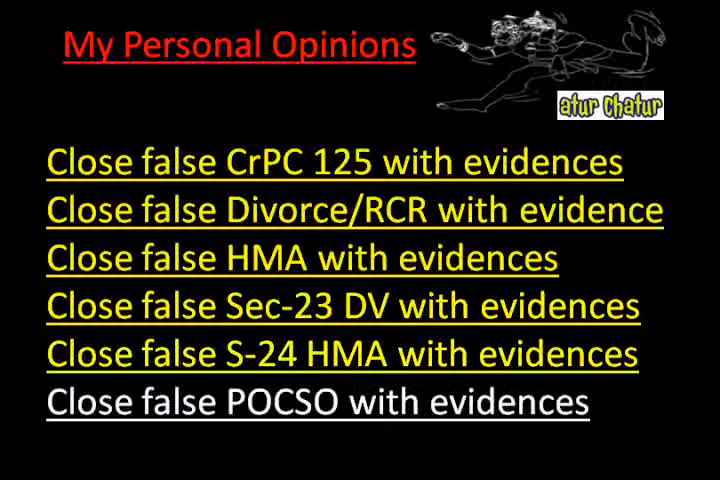 My Personal Opinions
atur Chatur
Close false CrPC 125 with evidences
Close false Divorce/RCR with evidence
Close false HMA with evidences
Close false Sec-23 DV with evidences
Close false S-24 HMA with evidences
Close false POCSO with evidences